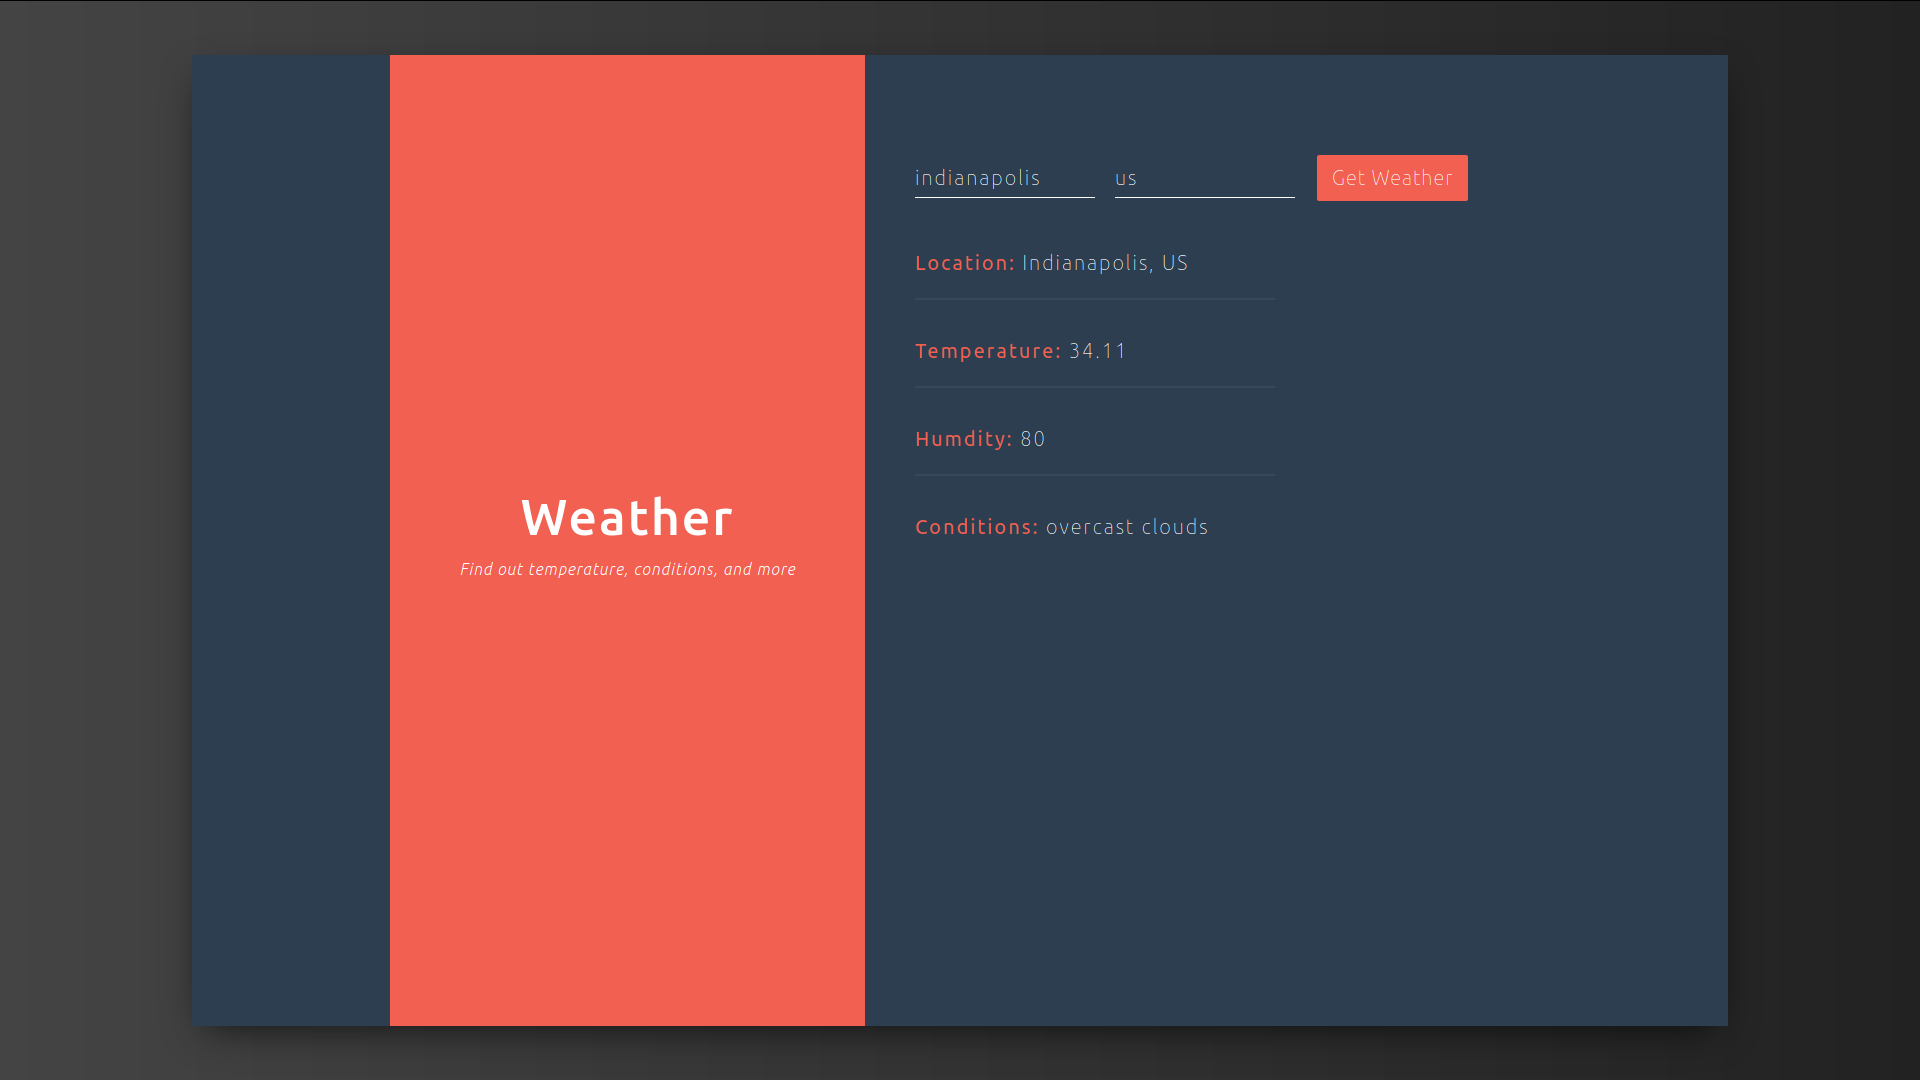 Weather
Find out temperature, conditions, and more
indianapolis us Get Weather
Location: Indianapolis, US
Temperature: 34.11
Humdity: 80
Conditions: overcast clouds